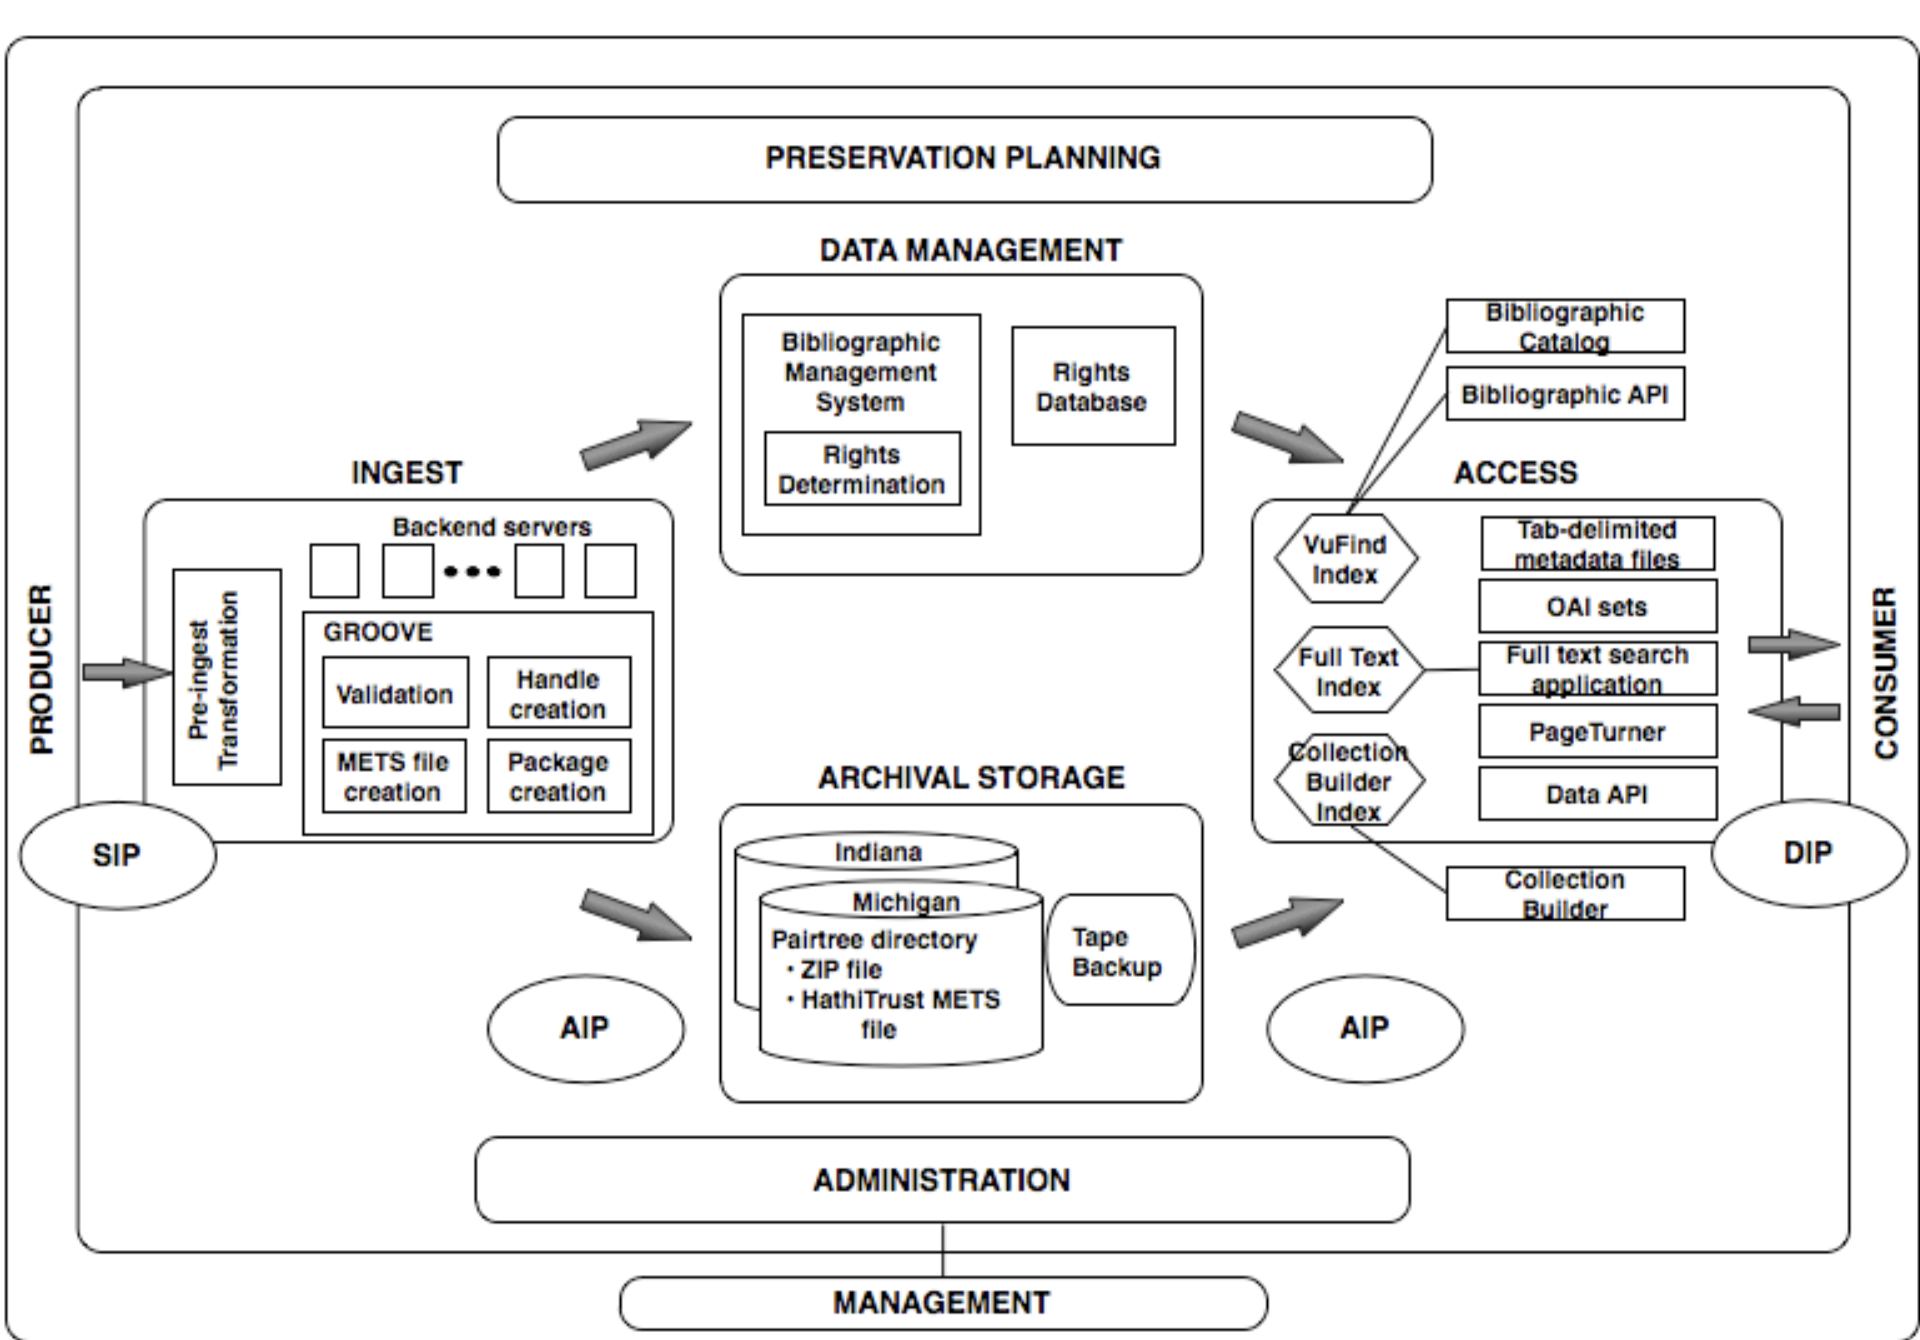 PRESERVATION PLANNING
DATA MANAGEMENT
Bibliographic
Management
System
Rights
Determination
Rights
Database
Bibliographic
Catalog
Bibliographic API
INGEST
Backend servers
Pre-ingest
Transformation
GROOVE
Validation
Handle
creation
METS file
creation
Package
creation
PRODUCER
SIP
ACCESS
VuFind
Index
Full Text
Index
Collection
Builder
Index
Tab-delimited
metadata files
OAI sets
Full text search
application
PageTurner
Data API
Collection
Builder
CONSUMER
DIP
ARCHIVAL STORAGE
Indiana
Michigan
Pairtree directory
• ZIP file
• HathiTrust METS
file
Tape
Backup
AIP
AIP
ADMINISTRATION
MANAGEMENT